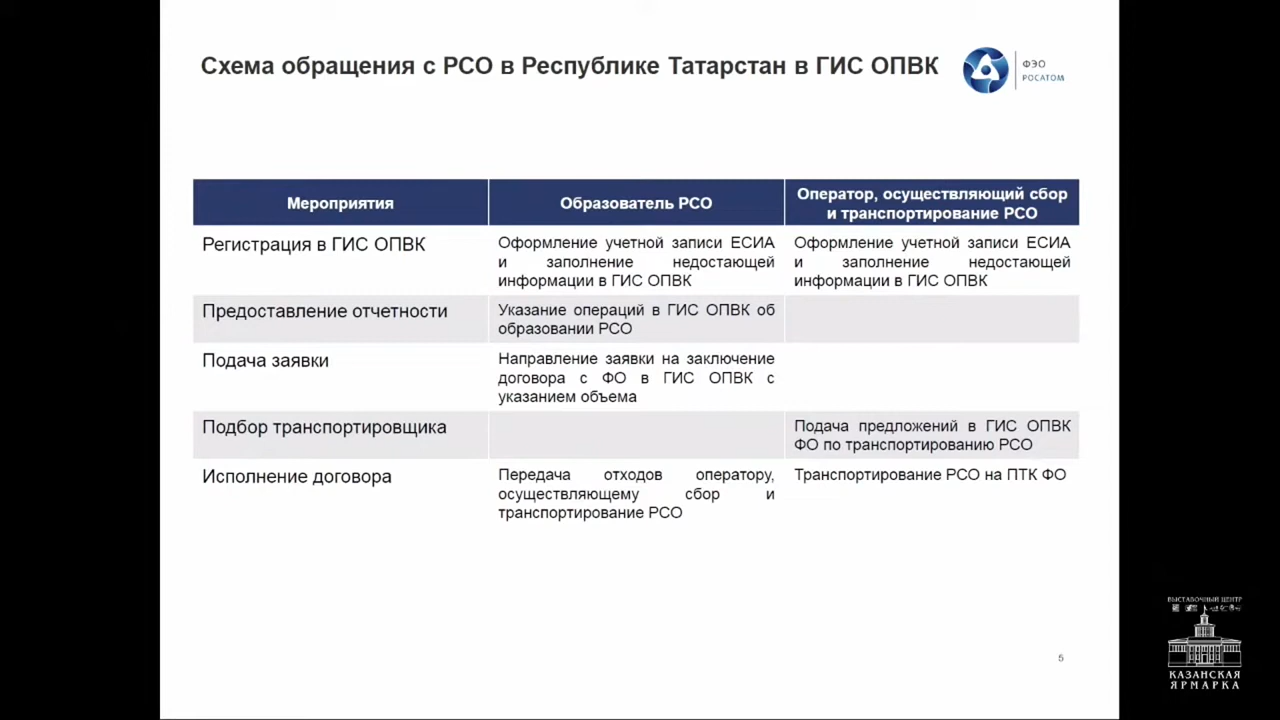 Схема обращения с РСО в Республике Татарстан в ГИС ОПВК
ФЭО
РОСАТОМ
Мероприятия
Образователь РСО
Оператор, осуществляющий сбор
и транспортирование РСО
Регистрация в ГИС ОПВК
Оформление учетной записи ЕСИА
и заполнение недостающей
информации в ГИС ОПВК
Оформление учетной записи ЕСИА
и заполнение недостающей
информации в ГИС ОПВК
Предоставление отчетности
Указание операций в ГИС ОПВК об
образовании РСО
Подача заявки
Направление заявки на заключение
договора с ФО в ГИС ОПВК с
указанием объема
Подбор транспортировщика
Подача предложений в ГИС ОПВК
ФО по транспортированию РСО
Исполнение договора
Передача отходов оператору,
осуществляющему сбор и
транспортирование РСО
Транспортирование РСО на ПТК ФО
5
ВЫСТАВОЧНЫЙ ЦЕНТР
КАЗАНСКАЯ
ЯРМАРКА